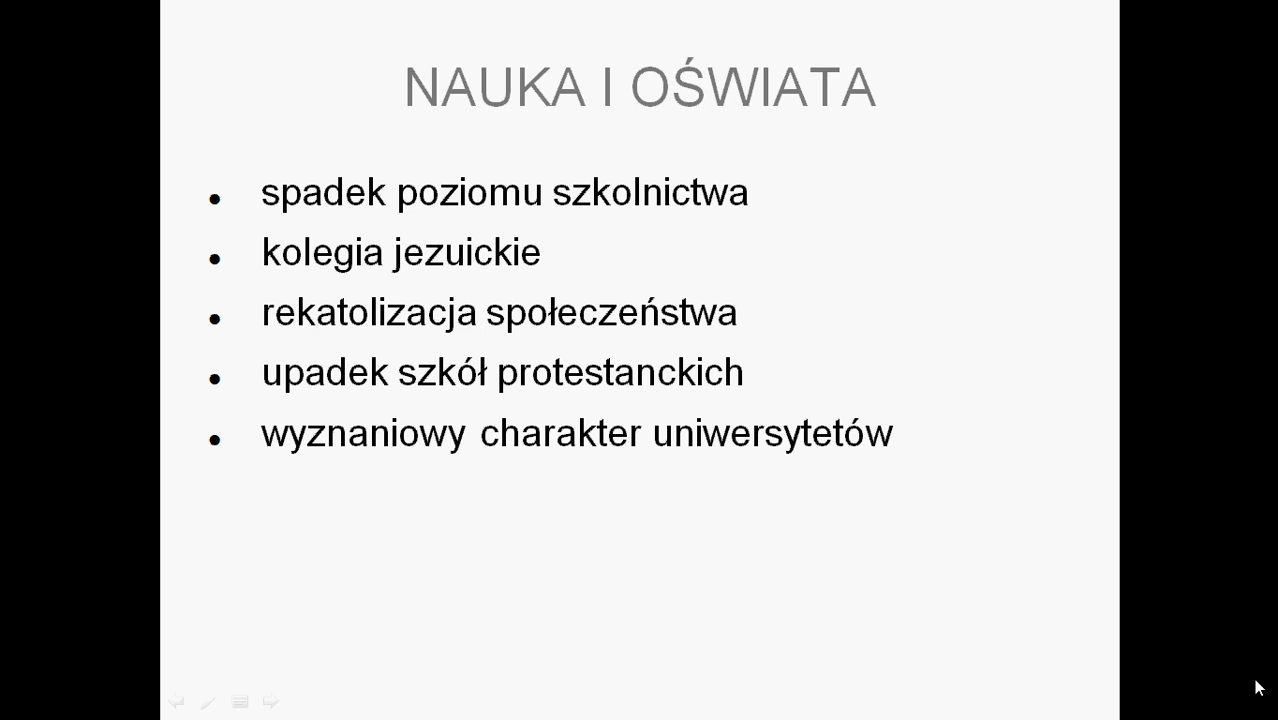 NAUKA I OŚWIATA
• spadek poziomu szkolnictwa
• kolegia jezuickie
• rekatolizacja społeczeństwa
• upadek szkół protestanckich
• wyznaniowy charakter uniwersytetów